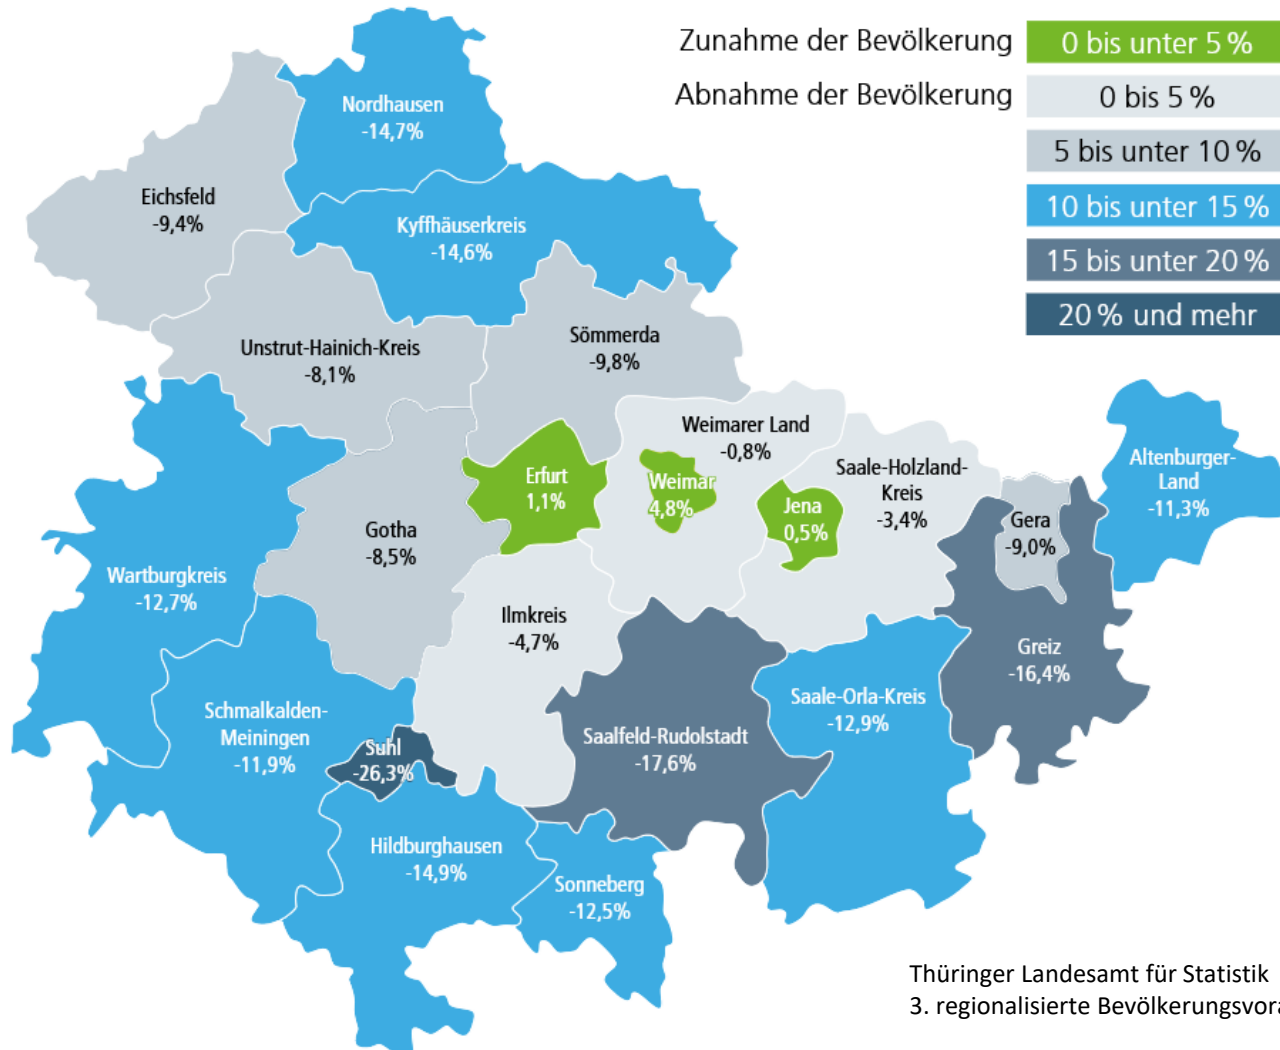 Zunahme der Bevölkerung
0 bis unter 5 %
Abnahme der Bevölkerung
0 bis 5 %
5 bis unter 10 %
10 bis unter 15 %
15 bis unter 20 %
20 % und mehr
Nordhausen
-14,7%
Eichsfeld
-9,4%
Kyffhäuserkreis
-14,6%
Unstrut-Hainich-Kreis
-8,1%
Sömmerda
-9,8%
Weimarer Land
-0,8%
Saale-Holzland-
Kreis
-3,4%
Altenburger-
Land
-11,3%
Erfurt
1,1%
Weimar
4,8%
Jena
0,5%
Gera
-9,0%
Gotha
-8,5%
Wartburgkreis
-12,7%
Ilmkreis
-4,7%
Greiz
-16,4%
Saale-Orla-Kreis
-12,9%
Schmalkalden-
Meiningen
-11,9%
Suhl
-26,3%
Saalfeld-Rudolstadt
-17,6%
Hildburghausen
-14,9%
Sonneberg
-12,5%
Thüringer Landesamt für Statistik
3. regionalisierte